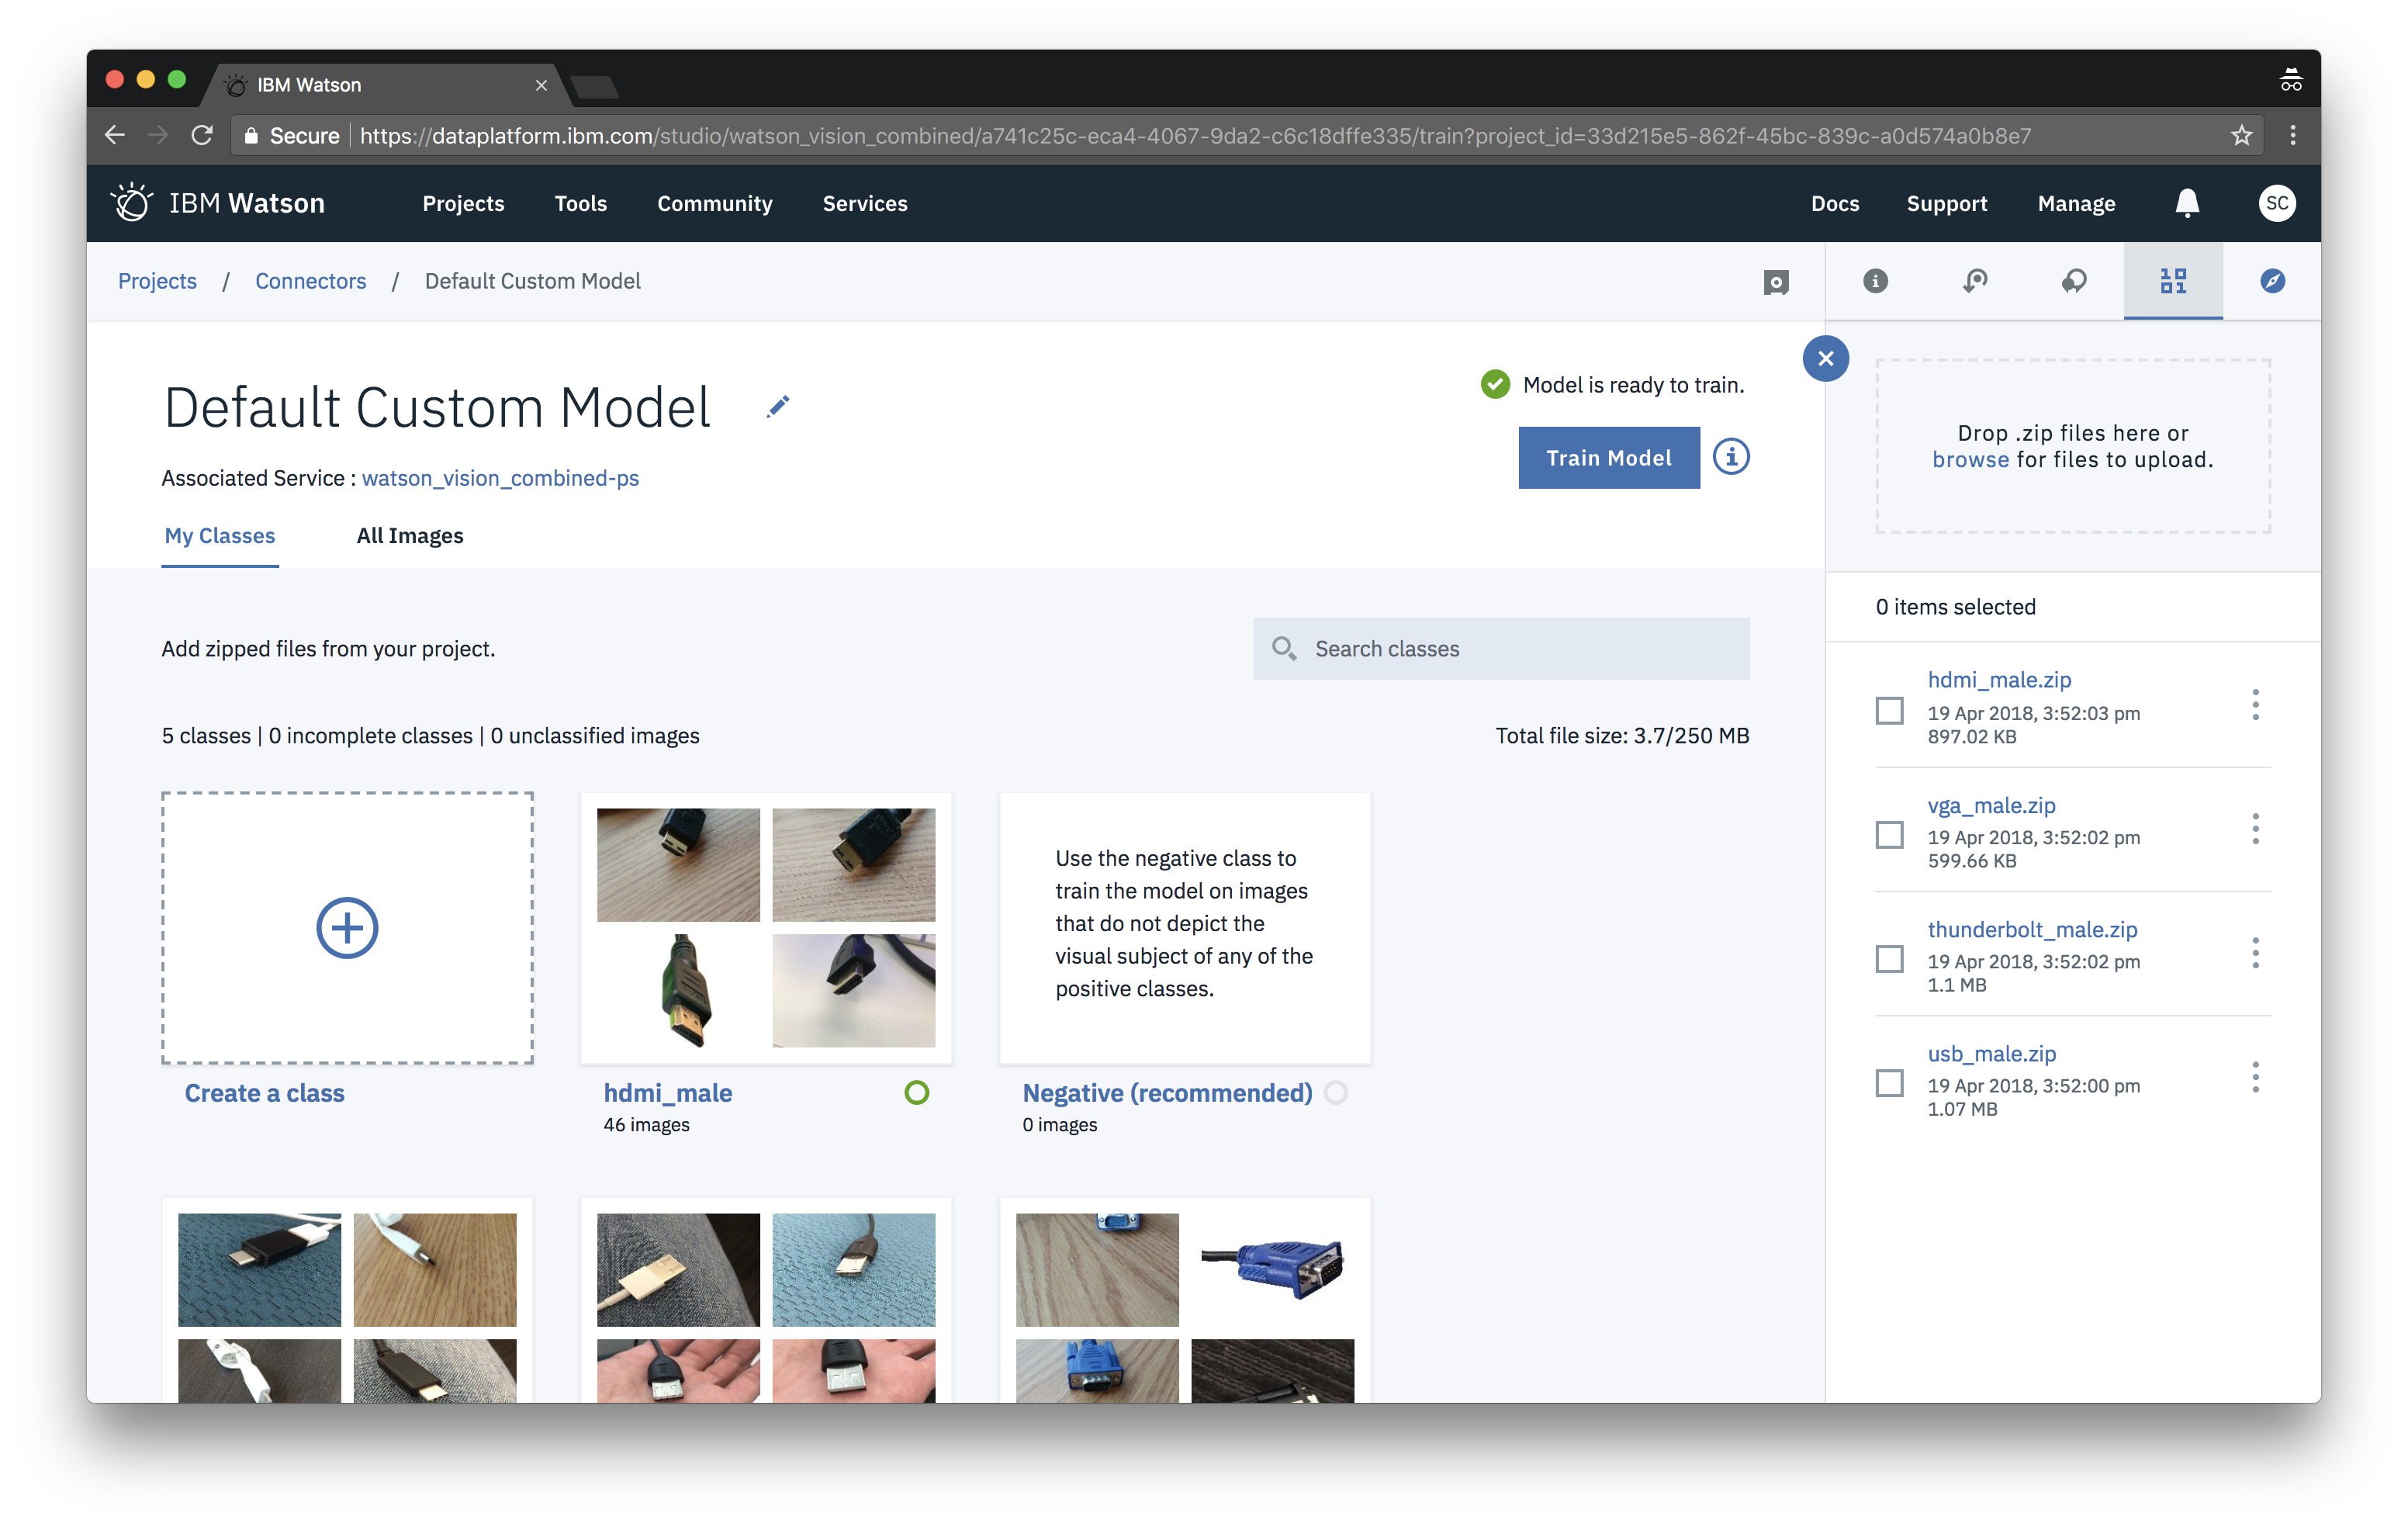 IBM Watson
Secure
https://dataplatform.ibm.com/studio/watson_vision_combined/a741c25c-eca4-4067-9da2-c6c18dffe335/train?project_id=33d215e5-862f-45bc-839c-a0d574a0b8e7
IBM Watson
Projects
Tools
Community
Services
Docs
Support
Manage
SC
Projects / Connectors / Default Custom Model
Default Custom Model
Associated Service : watson_vision_combined-ps
Model is ready to train.
Train Model
My Classes
All Images
Add zipped files from your project.
Search classes
5 classes | 0 incomplete classes | 0 unclassified images
Total file size: 3.7/250 MB
Create a class
hdmi_male
46 images
Use the negative class to
train the model on images
that do not depict the
visual subject of any of the
positive classes.
Negative (recommended)
0 images
Drop .zip files here or
browse for files to upload.
0 items selected
hdmi_male.zip
19 Apr 2018, 3:52:03 pm
897.02 KB
vga_male.zip
19 Apr 2018, 3:52:02 pm
599.66 KB
thunderbolt_male.zip
19 Apr 2018, 3:52:02 pm
1.1 MB
usb_male.zip
19 Apr 2018, 3:52:00 pm
1.07 MB